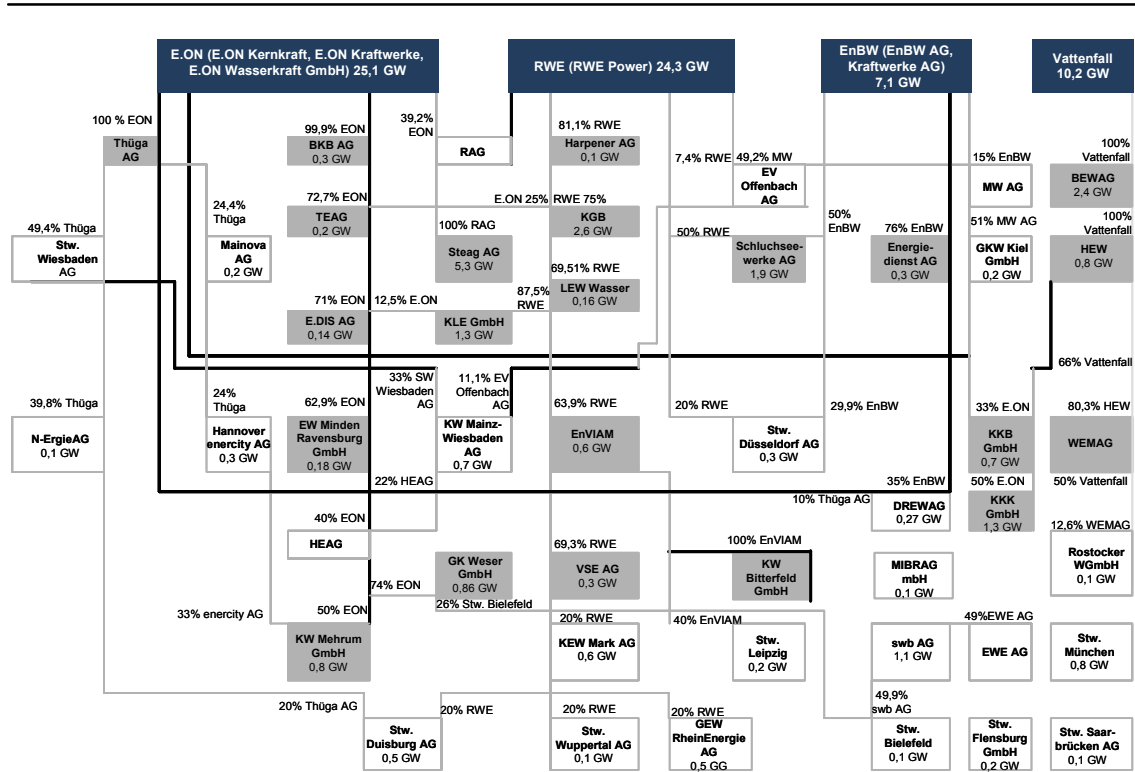 E.ON (E.ON Kernkraft, E.ON Kraftwerke,
E.ON Wasserkraft GmbH) 25,1 GW
RWE (RWE Power) 24,3 GW
EnBW (EnBW AG,
Kraftwerke AG)
7,1 GW
Vattenfall
10,2 GW
100 % EON
Thüga
AG
99,9% EON
BKB AG
0,3 GW
39,2%
EON
RAG
81,1% RWE
Harpener AG
0,1 GW
7,4% RWE
49,2% MW
EV
Offenbach
AG
15% EnBW
MW AG
100%
Vattenfall
BEWAG
2,4 GW
49,4% Thüga
Stw.
Wiesbaden
AG
24,4%
Thüga
Mainova
AG
0,2 GW
72,7% EON
TEAG
0,2 GW
100% RAG
Steag AG
5,3 GW
E.ON 25% RWE 75%
KGB
2,6 GW
50% RWE
Schluchsee-
werke AG
1,9 GW
50%
EnBW
76% EnBW
Energie-
dienst AG
0,3 GW
51% MW AG
GKW Kiel
GmbH
0,2 GW
100%
Vattenfall
HEW
0,8 GW
71% EON
E.DIS AG
0,14 GW
12,5% E.ON
KLE GmbH
1,3 GW
87,5%
RWE
69,51% RWE
LEW Wasser
0,16 GW
66% Vattenfall
39,8% Thüga
N-ErgieAG
0,1 GW
24%
Thüga
Hannover
enercity AG
0,3 GW
62,9% EON
EW Minden
Ravensburg
GmbH
0,18 GW
33% SW
Wiesbaden
AG
11,1% EV
Offenbach
AG
KW Mainz-
Wiesbaden
AG
0,7 GW
63,9% RWE
EnVIAM
0,6 GW
20% RWE
Stw.
Düsseldorf AG
0,3 GW
29,9% EnBW
33% E.ON
KKB
GmbH
0,7 GW
80,3% HEW
WEMAG
22% HEAG
35% EnBW
10% Thüga AG
DREWAG
0,27 GW
50% E.ON
KKK
GmbH
1,3 GW
50% Vattenfall
40% EON
HEAG
12,6% WEMAG
Rostocker
WGmbH
0,1 GW
74% EON
GK Weser
GmbH
0,86 GW
26% Stw. Bielefeld
69,3% RWE
VSE AG
0,3 GW
100% EnVIAM
KW
Bitterfeld
GmbH
MIBRAG
mbH
0,1 GW
33% enercity AG
50% EON
KW Mehrum
GmbH
0,8 GW
20% RWE
KEW Mark AG
0,6 GW
40% EnVIAM
Stw.
Leipzig
0,2 GW
swb AG
1,1 GW
49%EWE AG
EWE AG
Stw.
München
0,8 GW
20% Thüga AG
Stw.
Duisburg AG
0,5 GW
20% RWE
20% RWE
Stw.
Wuppertal AG
0,1 GW
20% RWE
GEW
RheinEnergie
AG
0,5 GG
49,9%
swb AG
Stw.
Bielefeld
0,1 GW
Stw.
Flensburg
GmbH
0,2 GW
Stw. Saar-
brücken AG
0,1 GW